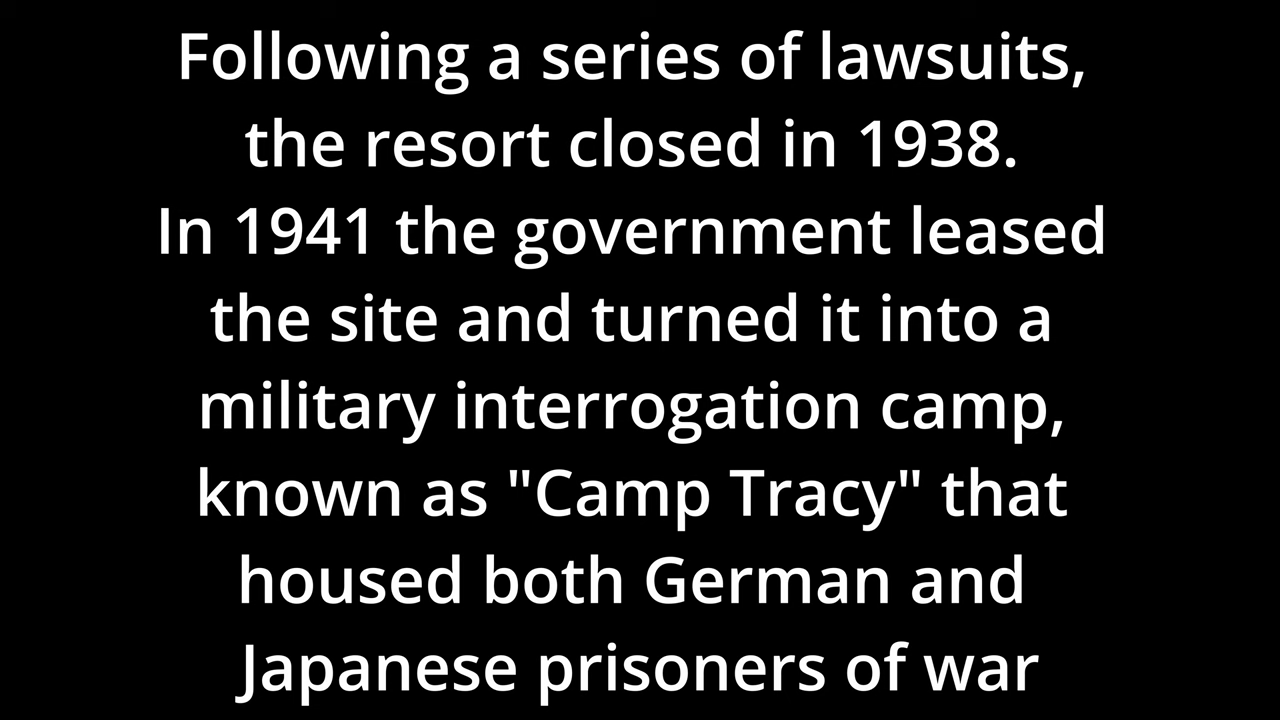 Following a series of lawsuits,
the resort closed in 1938.
In 1941 the government leased
the site and turned it into a
military interrogation camp,
known as "Camp Tracy" that
housed both German and
Japanese prisoners of war